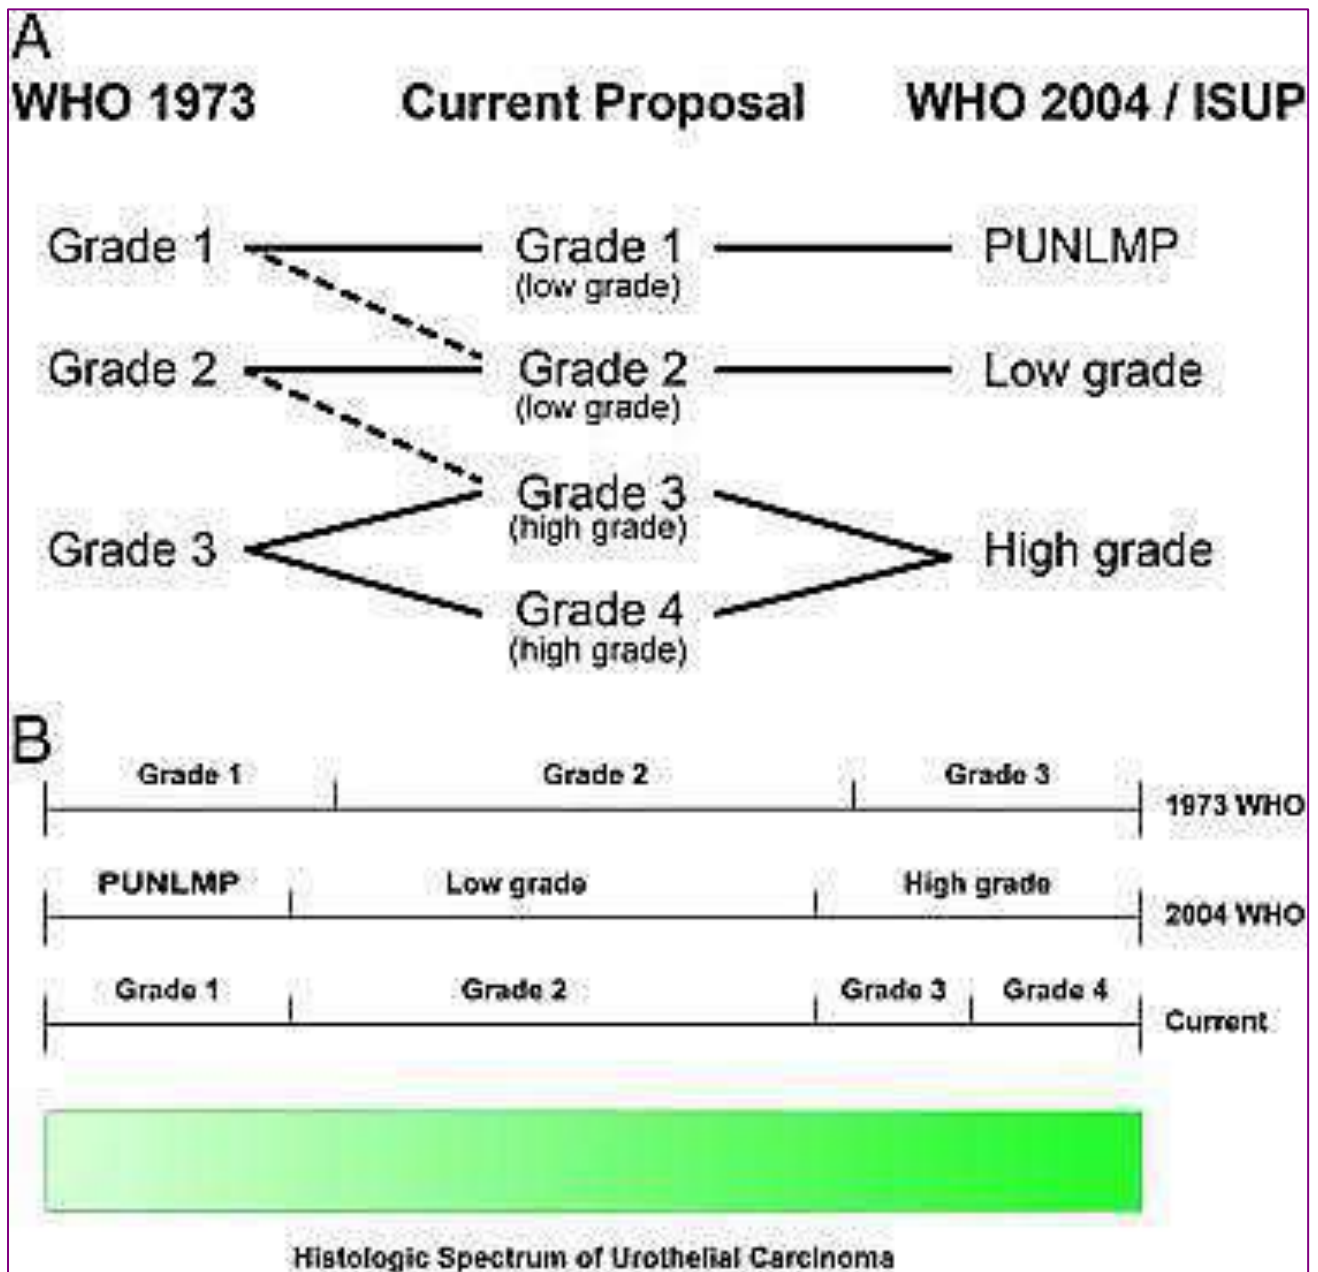 A
WHO 1973 Current Proposal WHO 2004 / ISUP
Grade 1 Grade 1 PUNLMP
(low grade)
Grade 2 Grade 2 Low grade
(low grade)
Grade 3
(high grade)
Grade 3 High grade
Grade 4
(high grade)
B
Grade 1 Grade 2 Grade 3
1973 WHO
PUNLMP Low grade High grade
2004 WHO
Grade 1 Grade 2 Grade 3 Grade 4
Current
Histologic Spectrum of Urothelial Carcinoma